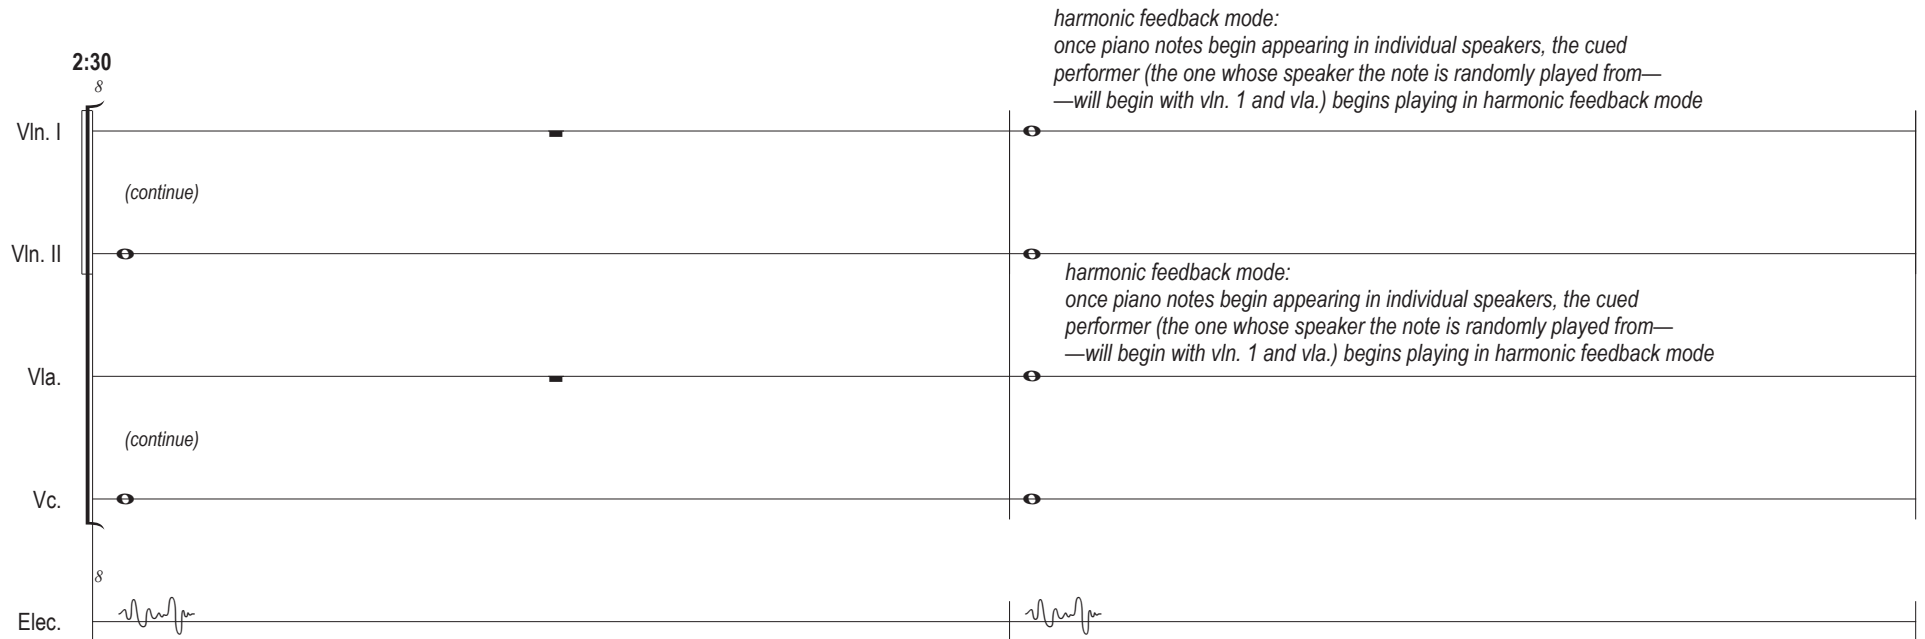 harmonic feedback mode:
once piano notes begin appearing in individual speakers, the cued
performer (the one whose speaker the note is randomly played from—
—will begin with vln. 1 and vla.) begins playing in harmonic feedback mode
2:30
8
Vln. I
(continue)
Vln. II
harmonic feedback mode:
once piano notes begin appearing in individual speakers, the cued
performer (the one whose speaker the note is randomly played from—
—will begin with vln. 1 and vla.) begins playing in harmonic feedback mode
Vla.
(continue)
Vc.
8
Elec.